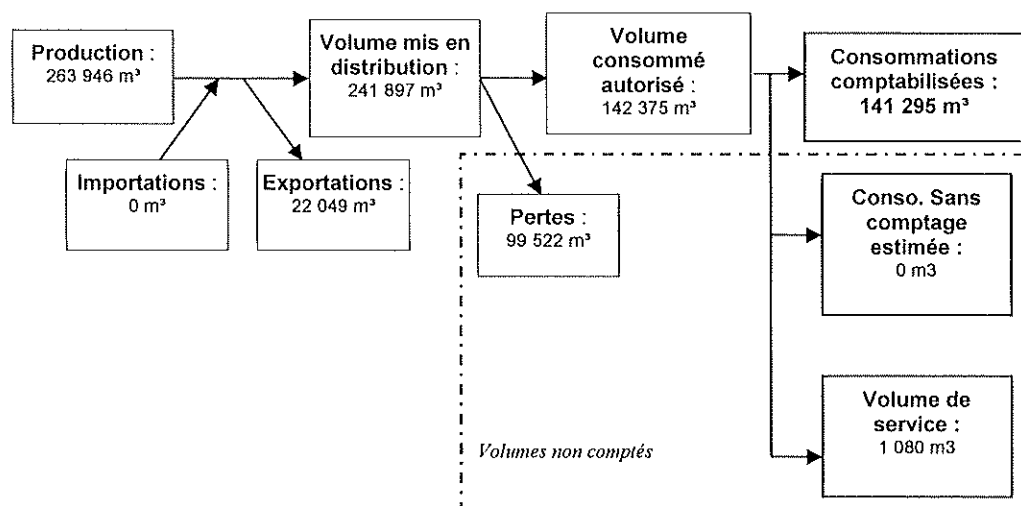 Production :
263 946 m³
Volume mis en
distribution :
241 897 m³
Volume
consommé
autorisé :
142 375 m³
Consommations
comptabilisées :
141 295 m³
Importations :
0 m³
Exportations :
22 049 m³
Pertes :
99 522 m³
Conso. Sans
comptage
estimée :
0 m3
Volume de
service :
1 080 m3
Volumes non comptés